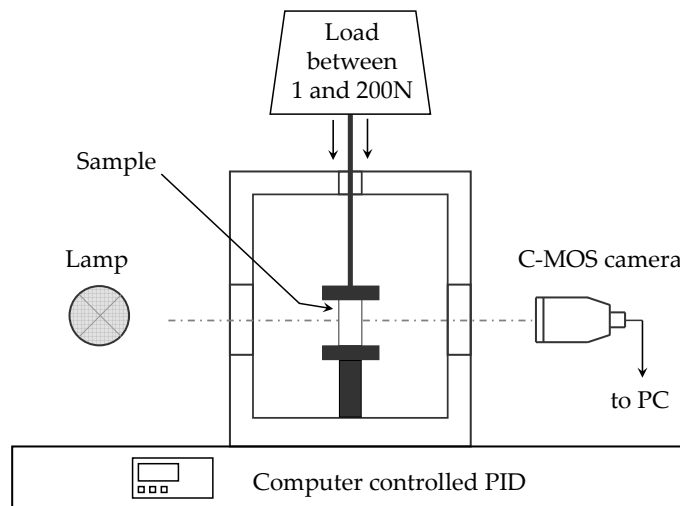 Load
between
1 and 200N
Sample
Lamp
C-MOS camera
to PC
Computer controlled PID